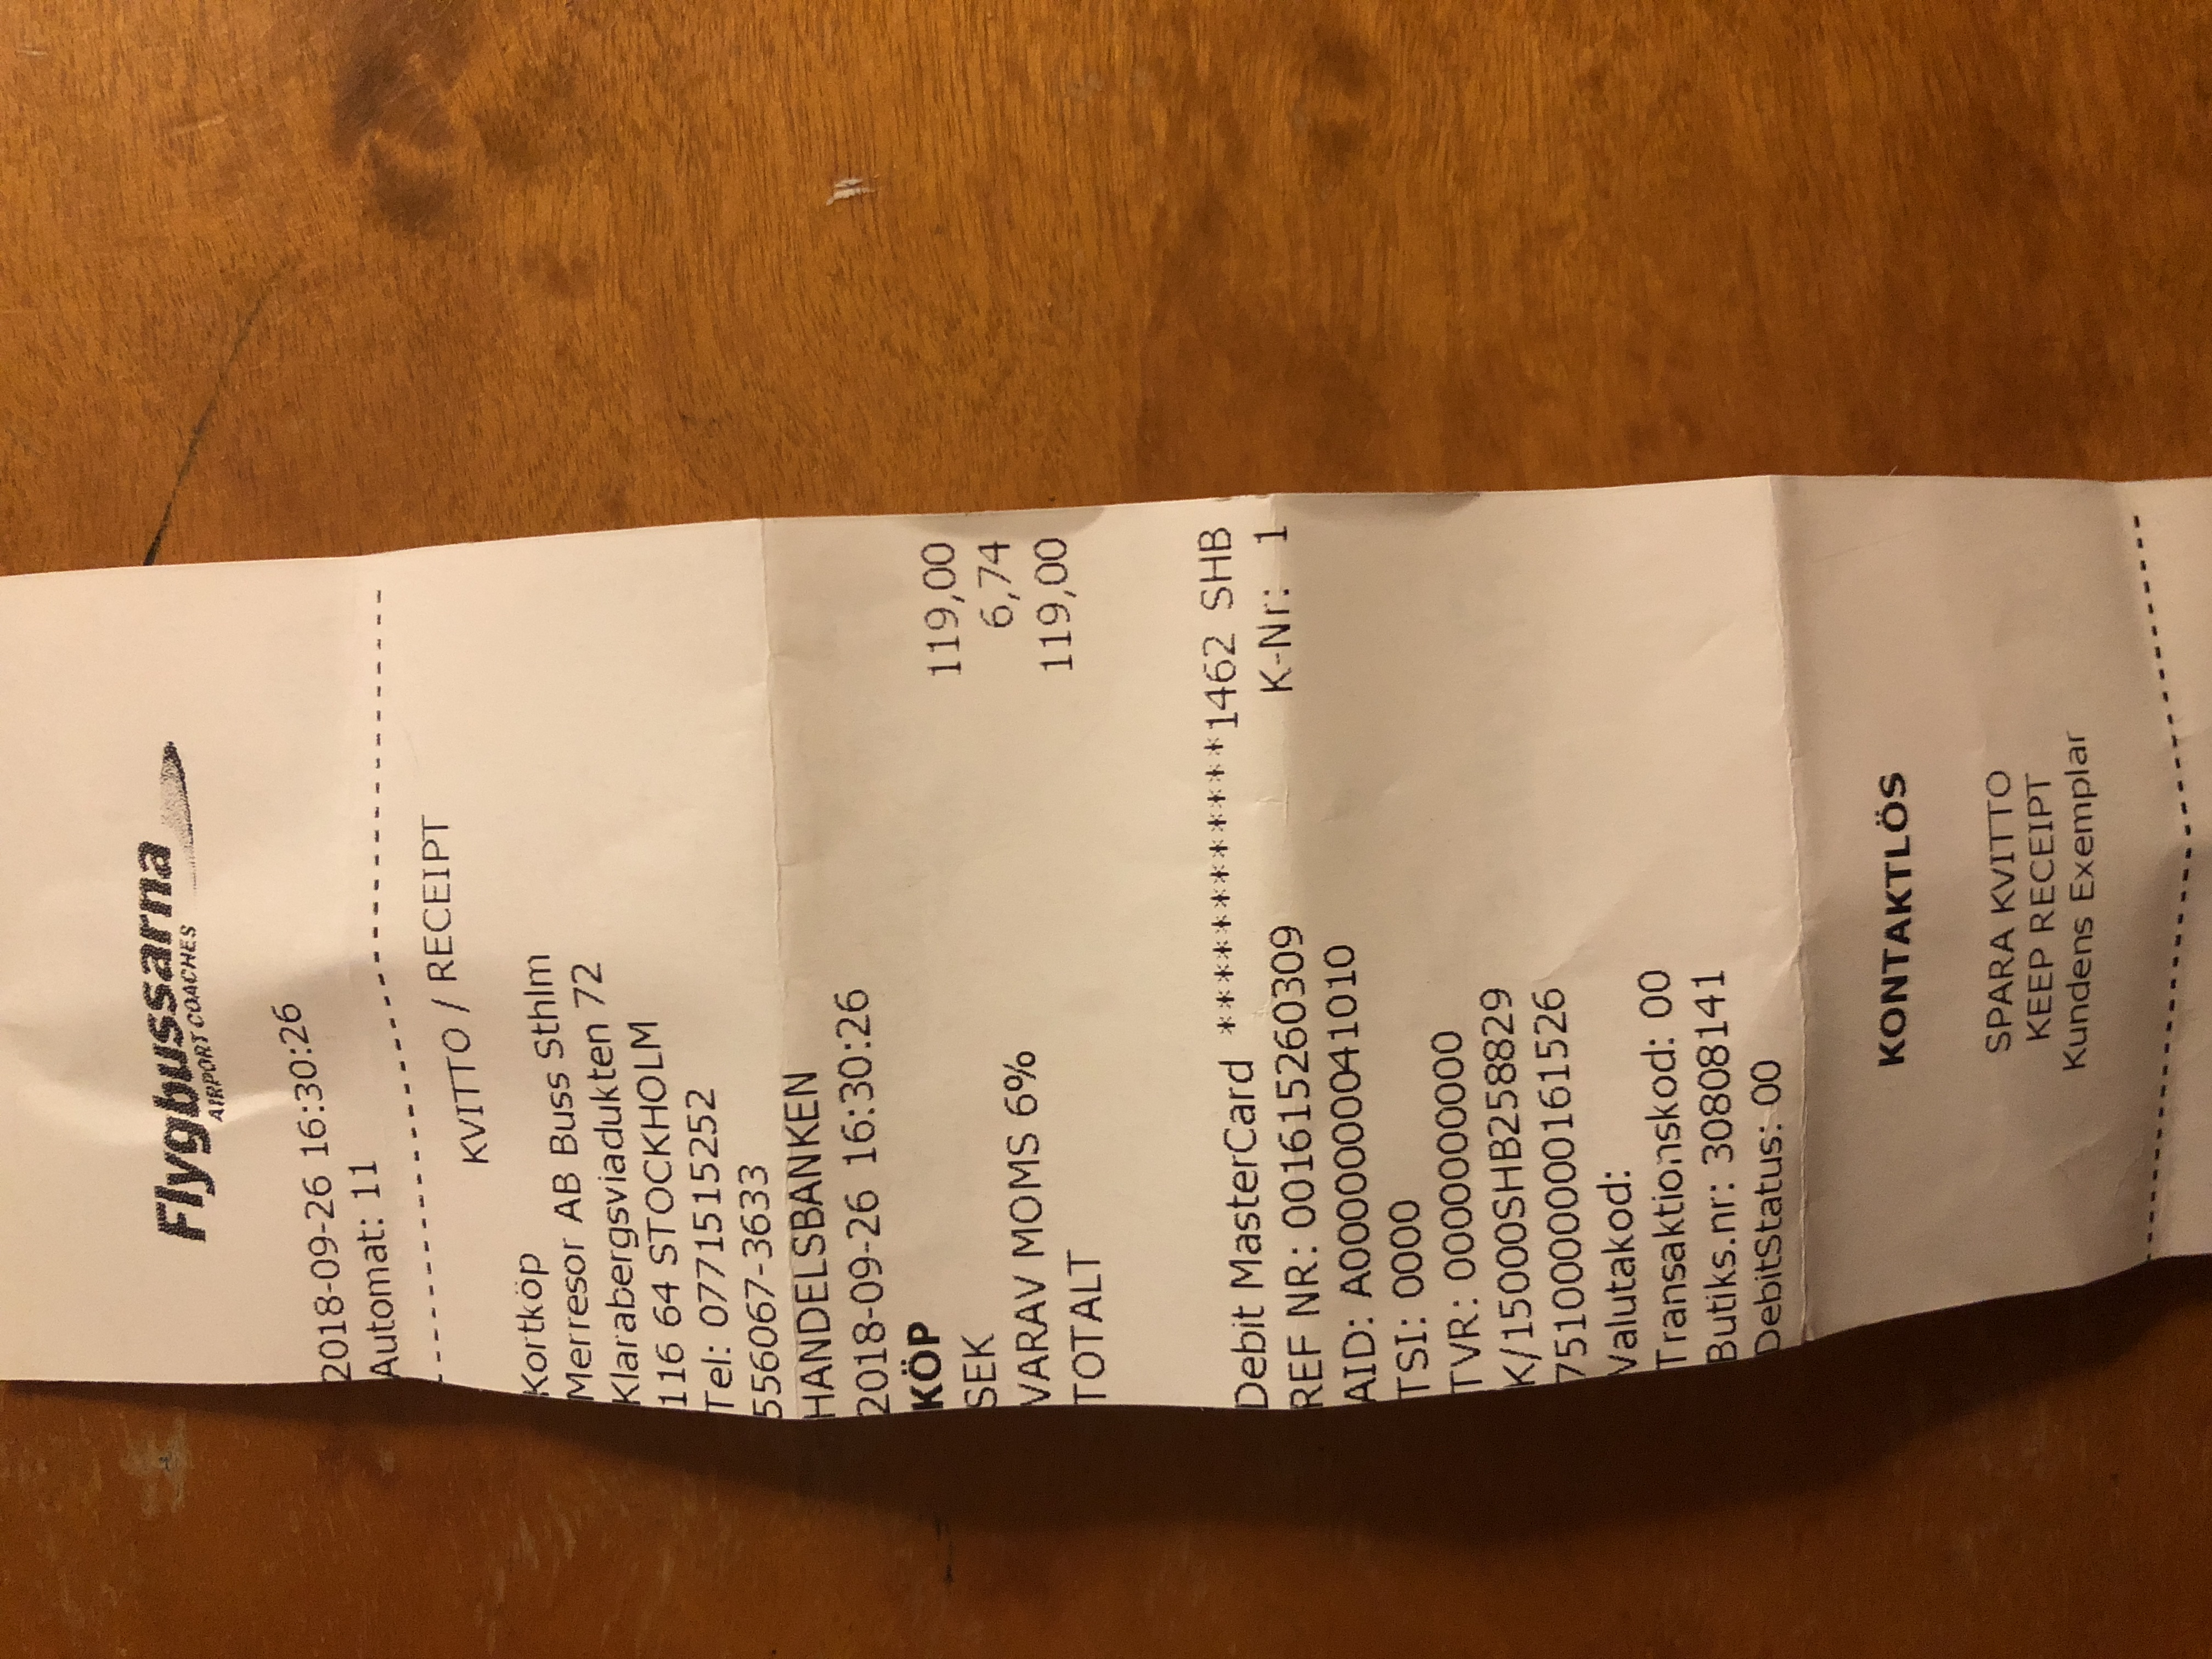 Flygbussarna
AIRPORT COACHES
2018-09-26 16:30:26
Automat: 11
KVITTO / RECEIPT
Kortköp
Merresor AB Buss Sthlm
Klarabergsviadukten 72
116 64 STOCKHOLM
Tel: 0771515252
556067-3633
HANDELSBANKEN
2018-09-26 16:30:26
KÖP
SEK 119,00
VARAV MOMS 6% 6,74
TOTALT 119,00
Debit MasterCard ************1462 SHB
REF NR: 001615260309 K-Nr: 1
AID: A0000000041010
TSI: 0000
TVR: 0000000000
K/15000SHB258829
7510000000161526
Valutakod:
Transaktionskod: 00
Butiks.nr: 30808141
DebitStatus: 00
KONTAKTLÖS
SPARA KVITTO
KEEP RECEIPT
Kundens Exemplar